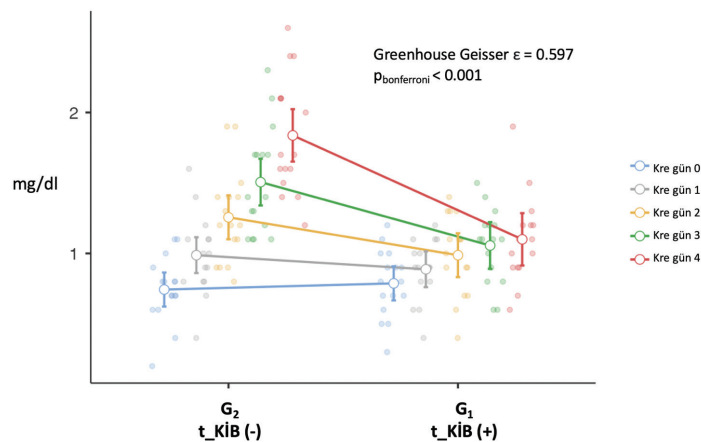 Greenhouse Geisser ε = 0.597
pbonferroni < 0.001
2
mg/dl
1
Kre gün 0
Kre gün 1
Kre gün 2
Kre gün 3
Kre gün 4
G2 G1
t_KİB (-) t_KİB (+)